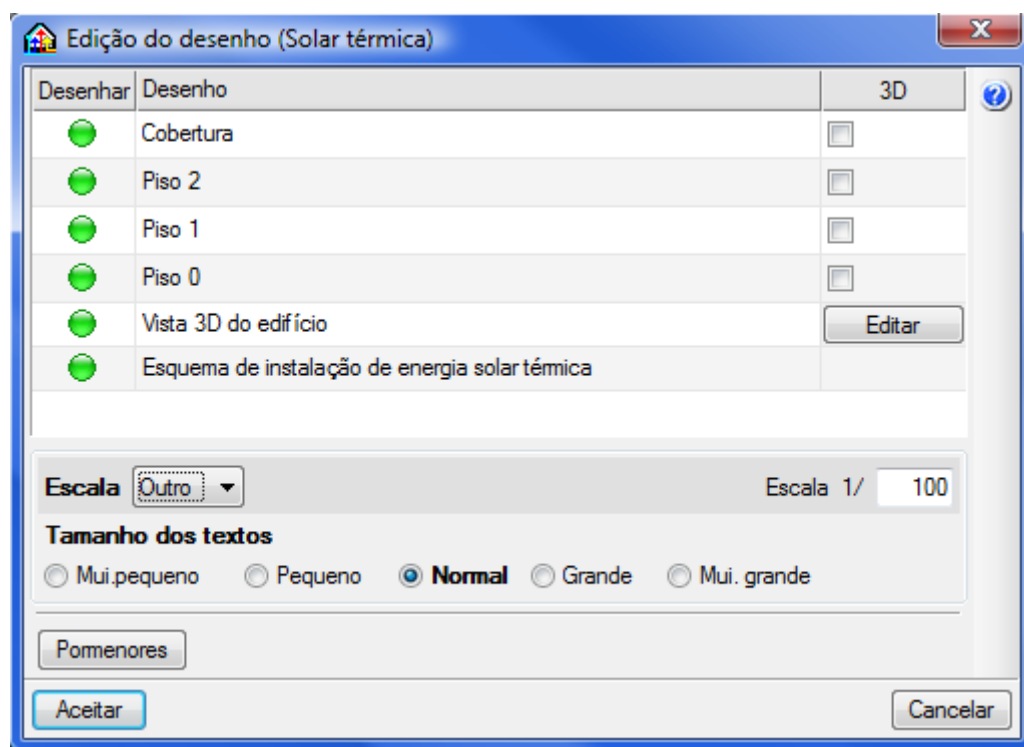 Edição do desenho (Solar térmica)
Desenhar Desenho 3D
Cobertura
Piso 2
Piso 1
Piso 0
Vista 3D do edifício Editar
Esquema de instalação de energia solar térmica
Escala Outro Escala 1/ 100
Tamanho dos textos
Mui.pequeno Pequeno Normal Grande Mui. grande
Pormenores
Aceitar Cancelar